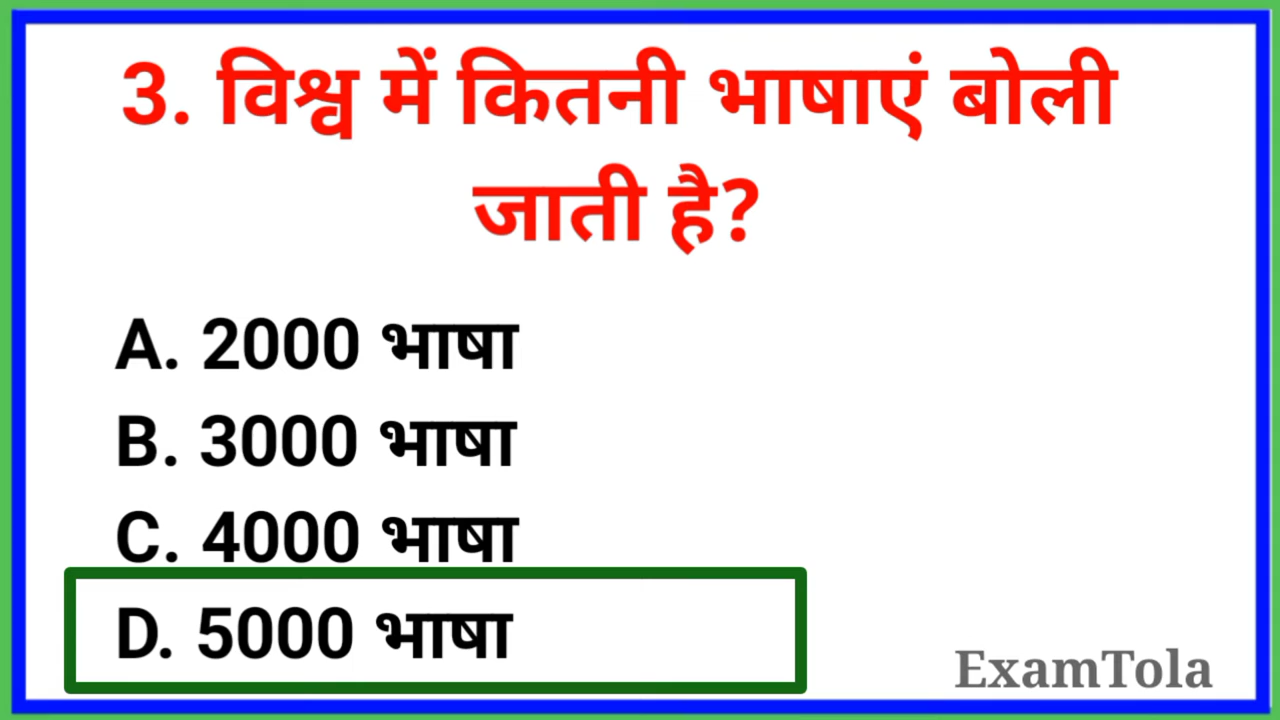 3. विश्व में कितनी भाषाएं बोली
जाती है?
A. 2000 भाषा
B. 3000 भाषा
C. 4000 भाषा
D. 5000 भाषा
ExamTola